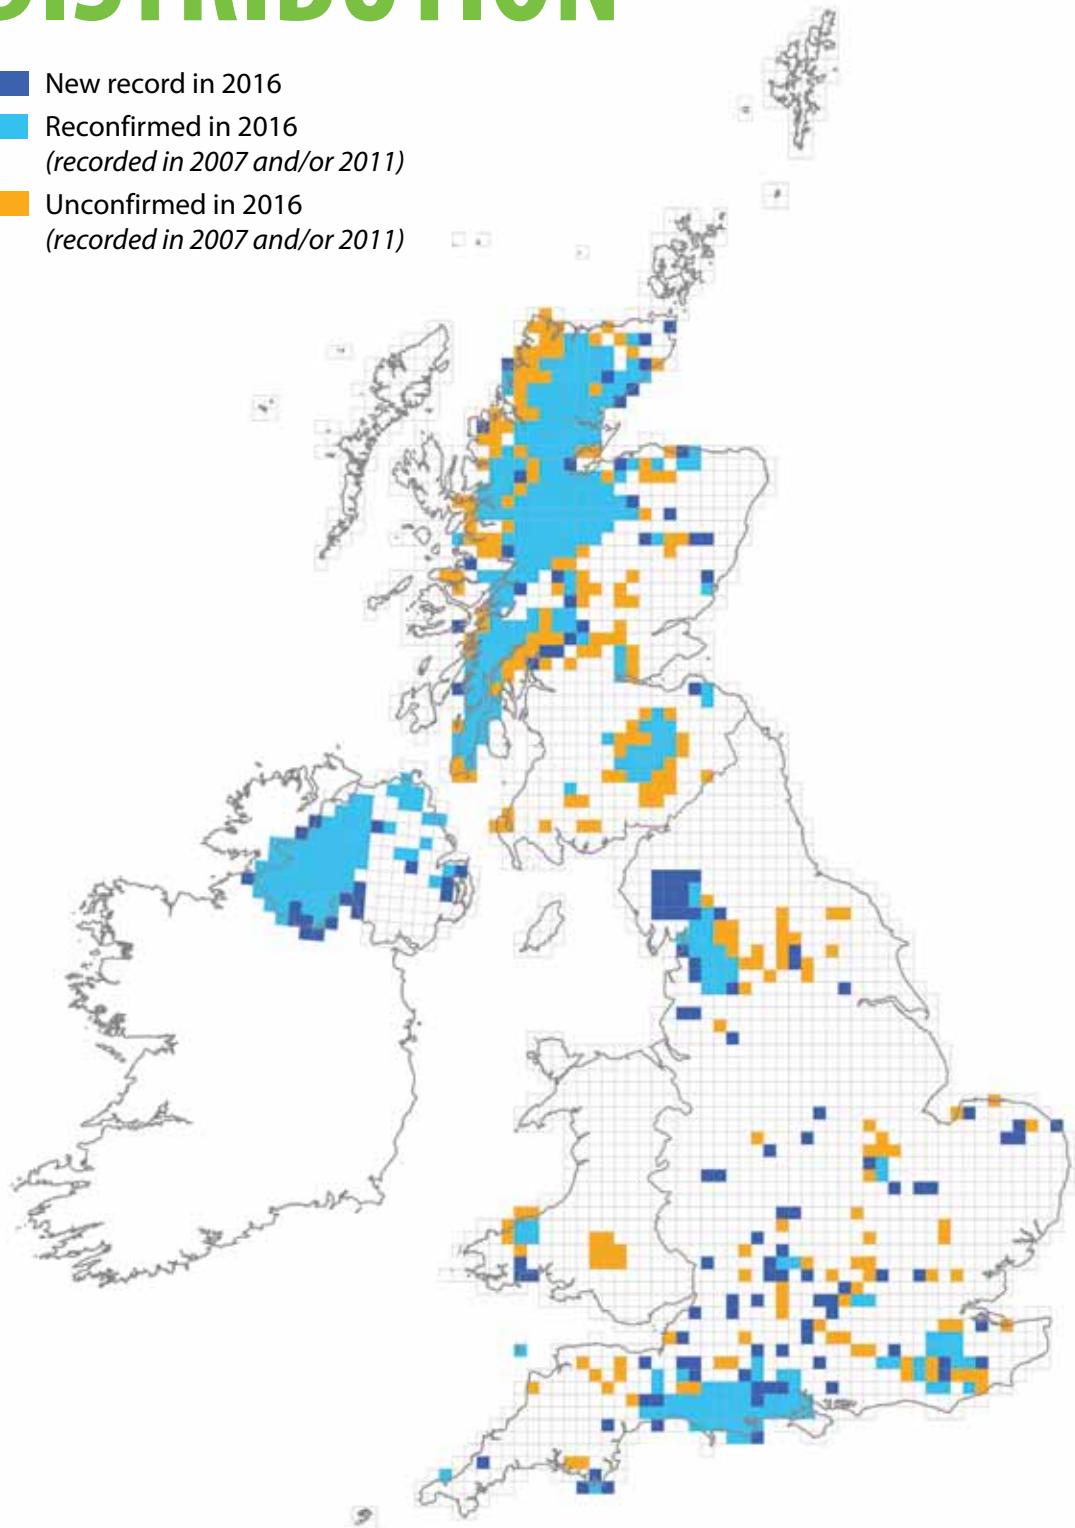 DISTRIBUTION
New record in 2016
Reconfirmed in 2016
(recorded in 2007 and/or 2011)
Unconfirmed in 2016
(recorded in 2007 and/or 2011)